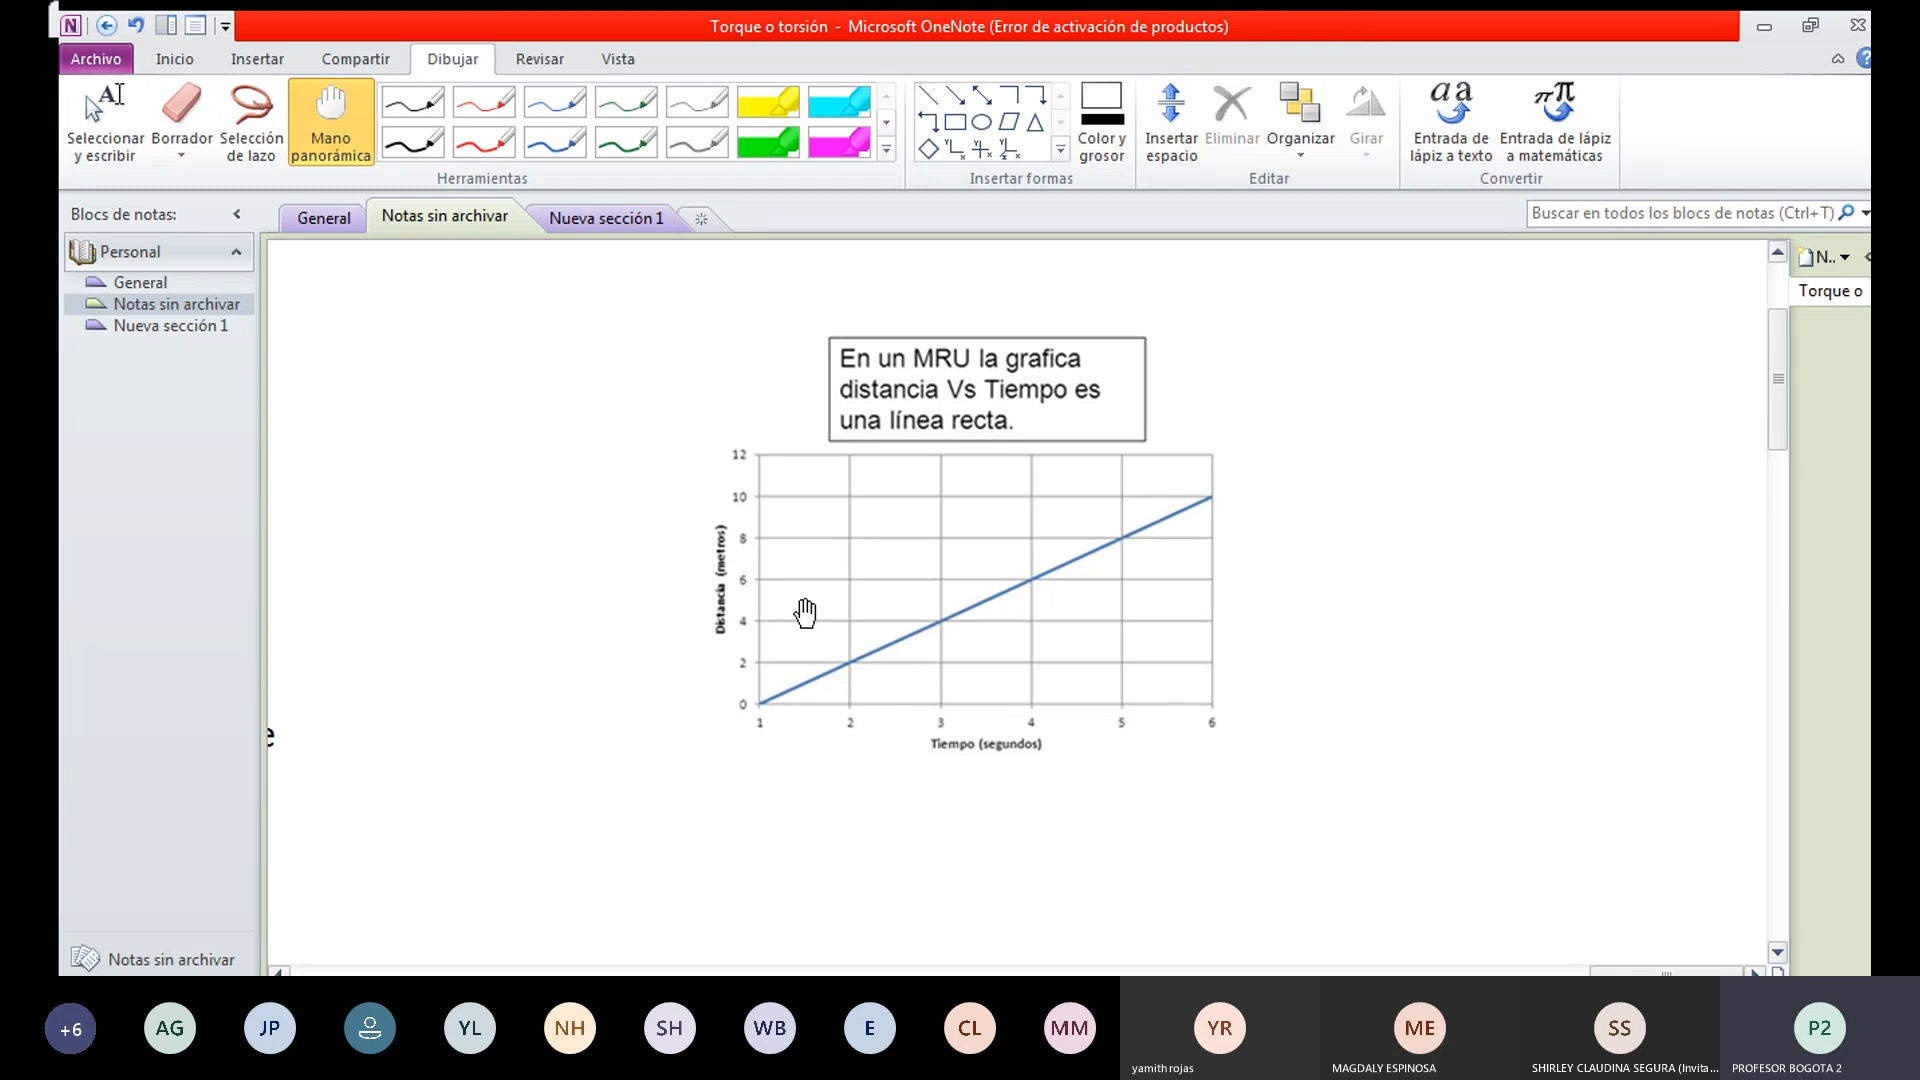 Torque o torsión - Microsoft OneNote (Error de activación de productos)
Archivo Inicio Insertar Compartir Dibujar Revisar Vista
Seleccionar y escribir
Borrador
Selección de lazo
Mano panorámica
Color y grosor
Insertar espacio
Eliminar
Organizar
Girar
Entrada de lápiz a texto
Entrada de lápiz a matemáticas
Herramientas Insertar formas Editar Convertir
Blocs de notas:
General Notas sin archivar Nueva sección 1
Buscar en todos los blocs de notas (Ctrl+T)
Personal
General
Notas sin archivar
Nueva sección 1
N..
Torque o
En un MRU la grafica
distancia Vs Tiempo es
una línea recta.
12
10
8
6
4
2
0
Distancia (metros)
1 2 3 4 5 6
Tiempo (segundos)
e
Notas sin archivar
+6 AG JP YL NH SH WB E CL MM YR ME SS P2
yamith rojas
MAGDALY ESPINOSA
SHIRLEY CLAUDINA SEGURA (Invita...
PROFESOR BOGOTA 2